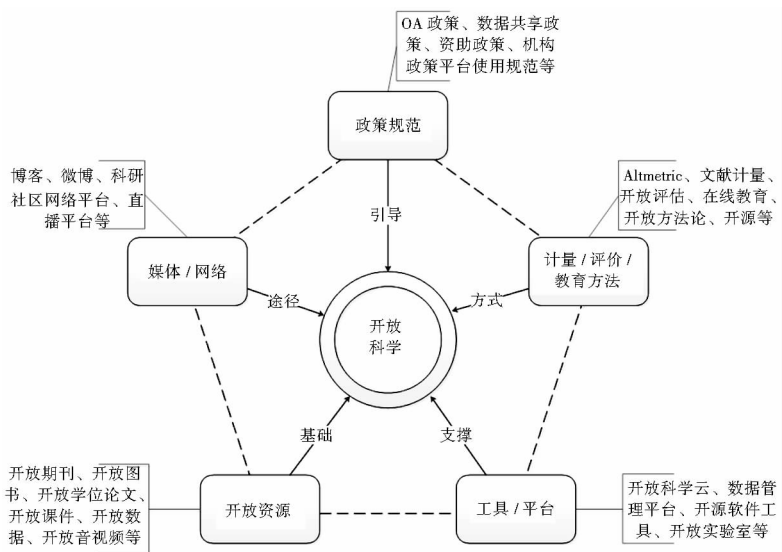 OA 政策、数据共享政
策、资助政策、机构
政策平台使用规范等
政策规范
博客、微博、科研
社区网络平台、直
播平台等
Altmetric、文献计量、
开放评估、在线教育、
开放方法论、开源等
引导
媒体 / 网络
计量 / 评价 /
教育方法
途径
方式
开放
科学
基础
支撑
开放期刊、开放图
书、开放学位论文、
开放课件、开放数
据、开放音视频等
开放资源
工具 / 平台
开放科学云、数据管
理平台、开源软件工
具、开放实验室等